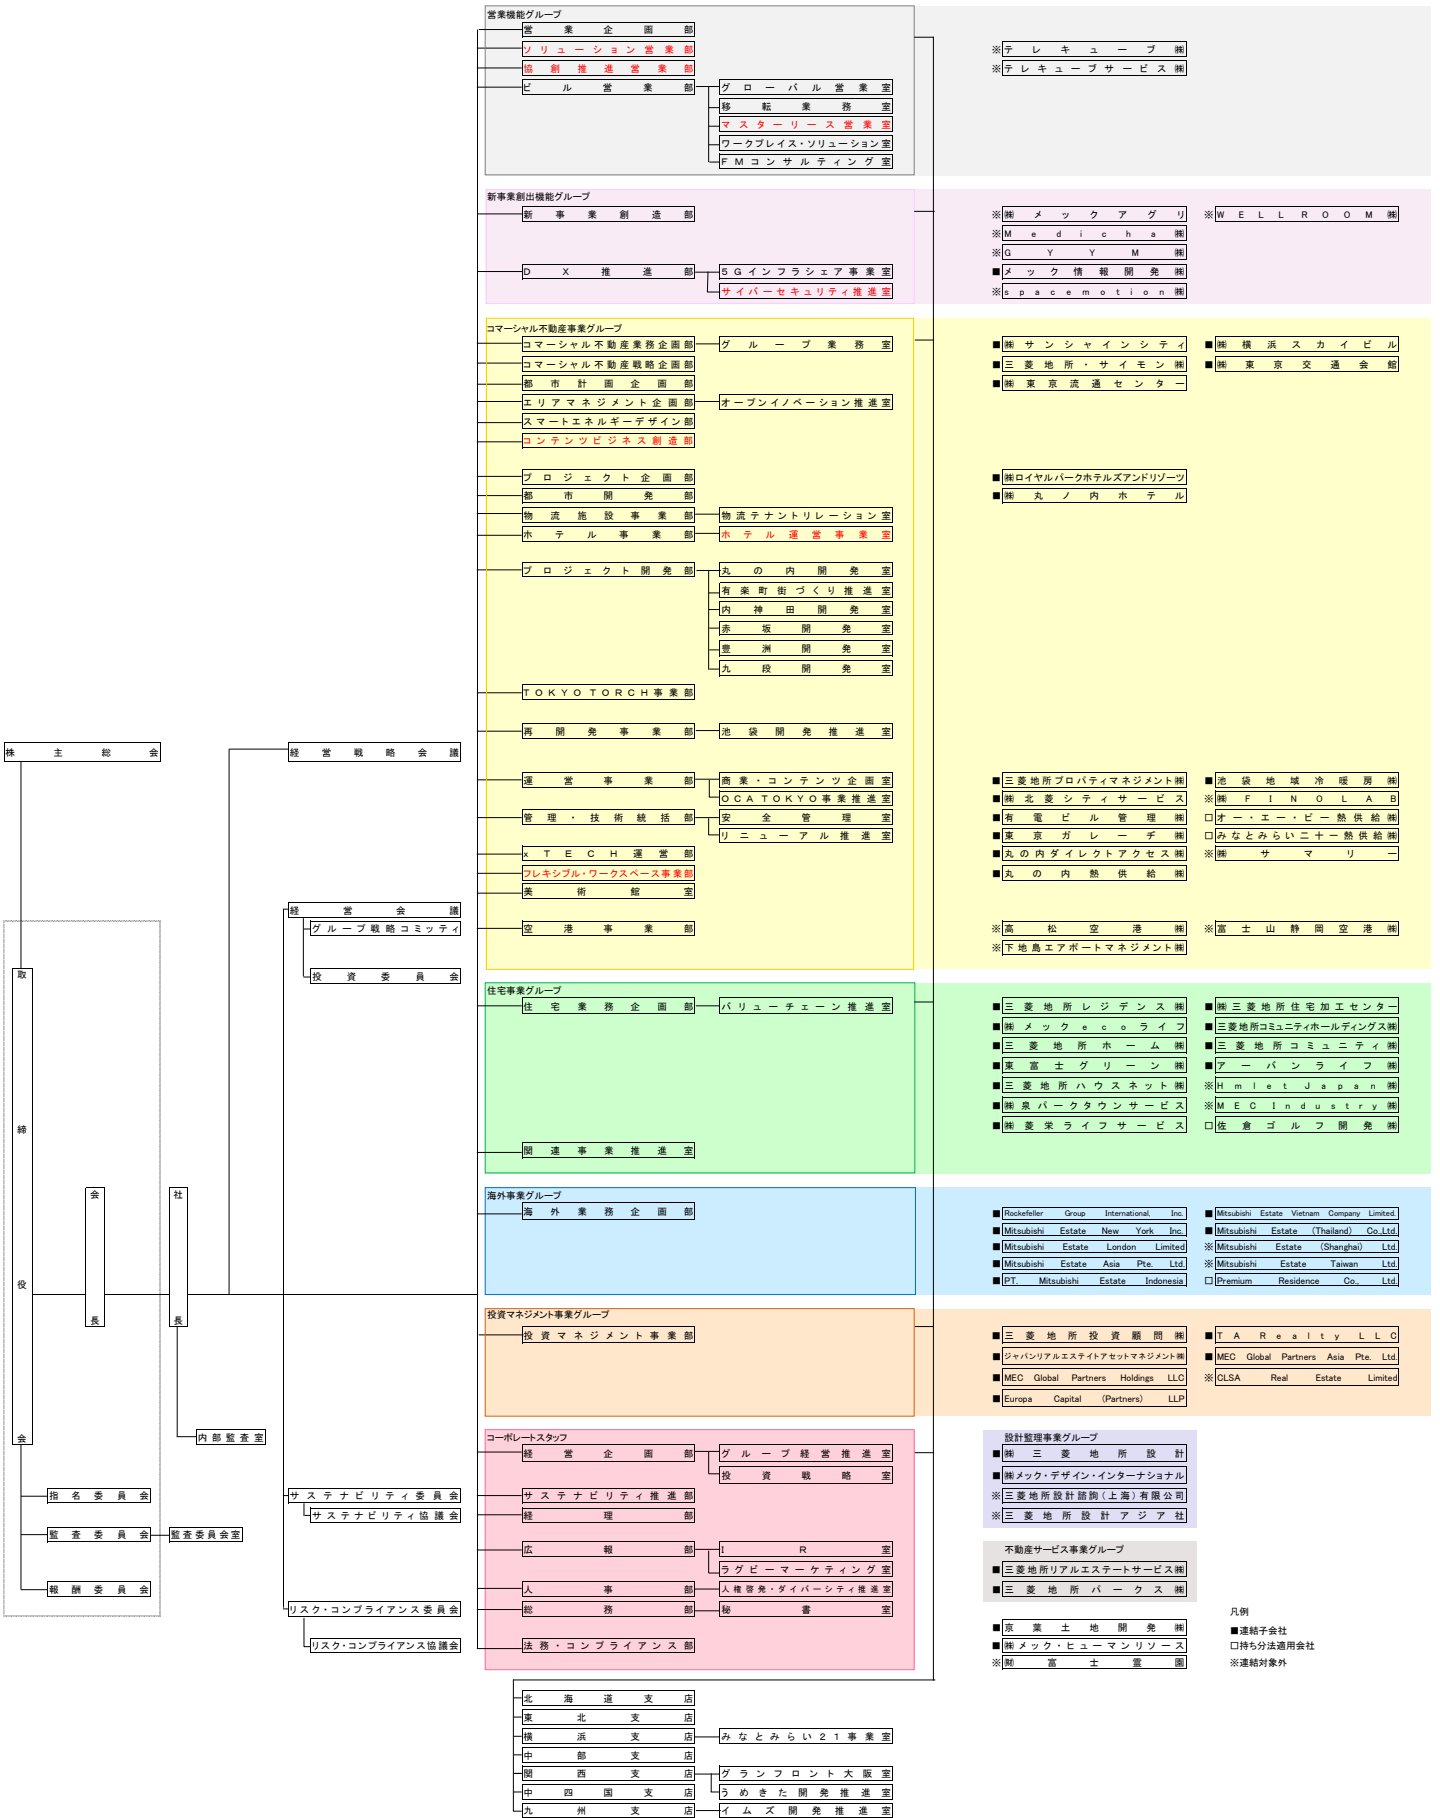 営業機能グループ
営業企画部
ソリューション営業部
※テレキューブ㈱
協創推進営業部
※テレキューブサービス㈱
ビル営業部
グローバル営業室
移転業務室
マスターリース営業室
ワークプレイス・ソリューション室
FMコンサルティング室
新事業創出機能グループ
新事業創造部
※㈱メックアグリ
※WELLROOM㈱
※Medicha㈱
※GYYM㈱
DX推進部
5Gインフラシェア事業室
■メック情報開発㈱
サイバーセキュリティ推進室
※spacemotion㈱
コマーシャル不動産事業グループ
コマーシャル不動産業務企画部
グループ業務室
■㈱サンシャインシティ
■㈱横浜スカイビル
コマーシャル不動産戦略企画部
■三菱地所・サイモン㈱
■㈱東京交通会館
都市計画企画部
■㈱東京流通センター
エリアマネジメント企画部
オープンイノベーション推進室
スマートエネルギーデザイン部
コンテンツビジネス創造部
プロジェクト企画部
■㈱ロイヤルパークホテルズアンドリゾーツ
都市開発部
■㈱丸ノ内ホテル
物流施設事業部
物流テナントリレーション室
ホテル事業部
ホテル運営事業室
プロジェクト開発部
丸の内開発室
有楽町街づくり推進室
内神田開発室
赤坂開発室
豊洲開発室
九段開発室
TOKYO TORCH事業部
再開発事業部
池袋開発推進室
株主総会
経営戦略会議
運営事業部
商業・コンテンツ企画室
■三菱地所プロパティマネジメント㈱
■池袋地域冷暖房㈱
OCA TOKYO事業推進室
■㈱北菱シティサービス
※㈱FINOLAB
管理・技術統括部
安全管理室
■有電ビル管理㈱
□オー・エー・ピー熱供給㈱
リニューアル推進室
■東京ガレーヂ㈱
□みなとみらい二十一熱供給㈱
xTECH運営部
■丸の内ダイレクトアクセス㈱
※㈱サマリー
フレキシブル・ワークスペース事業部
■丸の内熱供給㈱
美術館室
経営会議
グループ戦略コミッティ
空港事業部
※高松空港㈱
※富士山静岡空港㈱
※下地島エアポートマネジメント㈱
投資委員会
取締役会
住宅事業グループ
住宅業務企画部
バリューチェーン推進室
■三菱地所レジデンス㈱
■㈱三菱地所住宅加工センター
■㈱メックecoライフ
■三菱地所コミュニティホールディングス㈱
■三菱地所ホーム㈱
■三菱地所コミュニティ㈱
■東富士グリーン㈱
■アーバンライフ㈱
■三菱地所ハウスネット㈱
※Hmlet Japan㈱
■㈱泉パークタウンサービス
※MEC Industry㈱
■㈱菱栄ライフサービス
□佐倉ゴルフ開発㈱
関連事業推進室
会長
社長
海外事業グループ
海外業務企画部
■Rockefeller Group International, Inc.
■Mitsubishi Estate Vietnam Company Limited.
■Mitsubishi Estate New York Inc.
■Mitsubishi Estate (Thailand) Co.,Ltd.
■Mitsubishi Estate London Limited
※Mitsubishi Estate (Shanghai) Ltd.
■Mitsubishi Estate Asia Pte. Ltd.
※Mitsubishi Estate Taiwan Ltd.
■PT. Mitsubishi Estate Indonesia
□Premium Residence Co., Ltd.
投資マネジメント事業グループ
投資マネジメント事業部
■三菱地所投資顧問㈱
■TA Realty LLC
■ジャパンリアルエステイトアセットマネジメント㈱
■MEC Global Partners Asia Pte. Ltd.
■MEC Global Partners Holdings LLC
※CLSA Real Estate Limited
■Europa Capital (Partners) LLP
内部監査室
コーポレートスタッフ
設計監理事業グループ
経営企画部
グループ経営推進室
■㈱三菱地所設計
投資戦略室
■㈱メック・デザイン・インターナショナル
指名委員会
サステナビリティ委員会
サステナビリティ推進部
※三菱地所設計諮詢(上海)有限公司
サステナビリティ協議会
経理部
※三菱地所設計アジア社
監査委員会
監査委員会室
広報部
IR室
不動産サービス事業グループ
ラグビーマーケティング室
■三菱地所リアルエステートサービス㈱
報酬委員会
人事部
人権啓発・ダイバーシティ推進室
■三菱地所パークス㈱
リスク・コンプライアンス委員会
総務部
秘書室
凡例
■京葉土地開発㈱
■連結子会社
リスク・コンプライアンス協議会
法務・コンプライアンス部
■㈱メック・ヒューマンリソース
□持ち分法適用会社
※㈶富士霊園
※連結対象外
北海道支店
東北支店
横浜支店
みなとみらい21事業室
中部支店
関西支店
グランフロント大阪室
うめきた開発推進室
中四国支店
九州支店
イムズ開発推進室